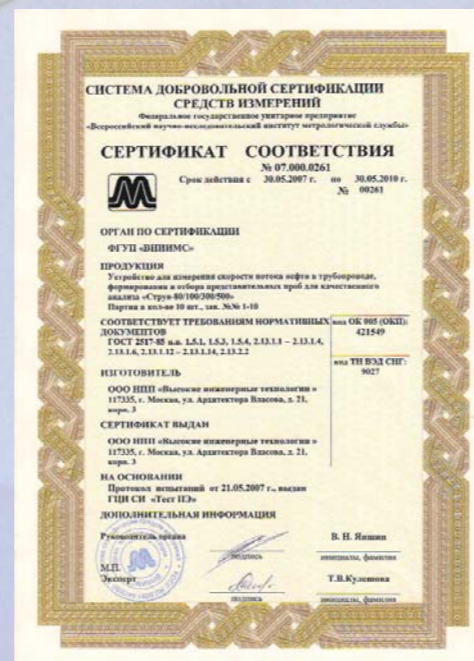 СИСТЕМА ДОБРОВОЛЬНОЙ СЕРТИФИКАЦИИ
СРЕДСТВ ИЗМЕРЕНИЙ
Федеральное государственное унитарное предприятие
«Всероссийский научно-исследовательский институт метрологической службы»
СЕРТИФИКАТ СООТВЕТСТВИЯ
№ 07.000.0261
Срок действия с 30.05.2007 г. по 30.05.2010 г.
№ 00261
ОРГАН ПО СЕРТИФИКАЦИИ
ФГУП «ВНИИМС»
ПРОДУКЦИЯ
Устройство для измерения скорости потока нефти в трубопроводе,
формирования и отбора представительных проб для качественного
анализа «Струя-80/100/300/500»
Партия в кол-ве 10 шт., зав. №№ 1-10
СООТВЕТСТВУЕТ ТРЕБОВАНИЯМ НОРМАТИВНЫХ
ДОКУМЕНТОВ
ГОСТ 2517-85 п.п. 1.5.1, 1.5.3, 1.5.4, 2.13.1.1 – 2.13.1.4,
2.13.1.6, 2.13.1.12 – 2.13.1.14, 2.13.2.2
код ОК 005 (ОКП):
421549
код ТН ВЭД СНГ:
9027
ИЗГОТОВИТЕЛЬ
ООО НПП «Высокие инженерные технологии »
117335, г. Москва, ул. Архитектора Власова, д. 21,
корп. 3
СЕРТИФИКАТ ВЫДАН
ООО НПП «Высокие инженерные технологии »
117335, г. Москва, ул. Архитектора Власова, д. 21,
корп. 3
НА ОСНОВАНИИ
Протокол испытаний от 21.05.2007 г., выдан
ГЦИ СИ «Тест ПЭ»
ДОПОЛНИТЕЛЬНАЯ ИНФОРМАЦИЯ
Руководитель органа
В. Н. Яншин
подпись
инициалы, фамилия
М.П.
Эксперт
Т.В.Кулешова
подпись
инициалы, фамилия